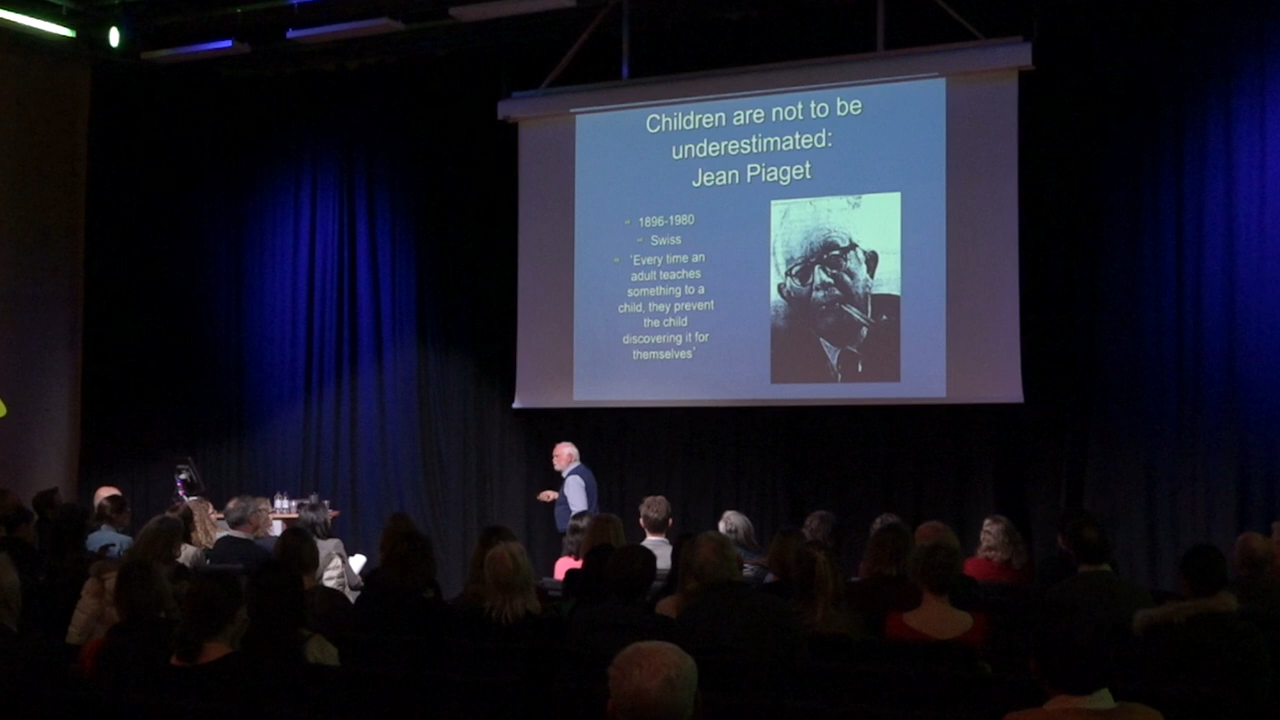 Children are not to be
underestimated:
Jean Piaget
– 1896-1980
– Swiss
– 'Every time an
adult teaches
something to a
child, they prevent
the child
discovering it for
themselves'